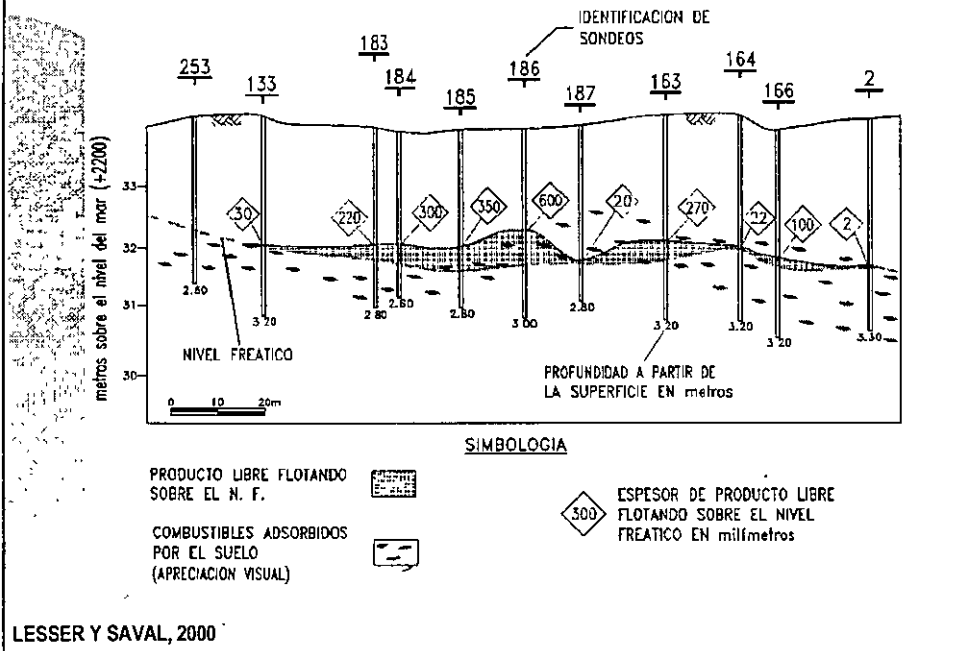 IDENTIFICACION DE
SONDEOS
253
133
183
184
185
186
187
163
164
166
2
metros sobre el nivel del mar (+2200)
33
32
31
30
30
220
300
350
600
20
270
22
100
2
2.60
3.20
2.80
2.80
3.00
2.80
3.20
3.20
3.20
NIVEL FREATICO
PROFUNDIDAD A PARTIR DE
LA SUPERFICIE EN metros
0 10 20m
SIMBOLOGIA
PRODUCTO LIBRE FLOTANDO
SOBRE EL N. F.
COMBUSTIBLES ADSORBIDOS
POR EL SUELO
(APRECIACION VISUAL)
300
ESPESOR DE PRODUCTO LIBRE
FLOTANDO SOBRE EL NIVEL
FREATICO EN milímetros
LESSER Y SAVAL, 2000